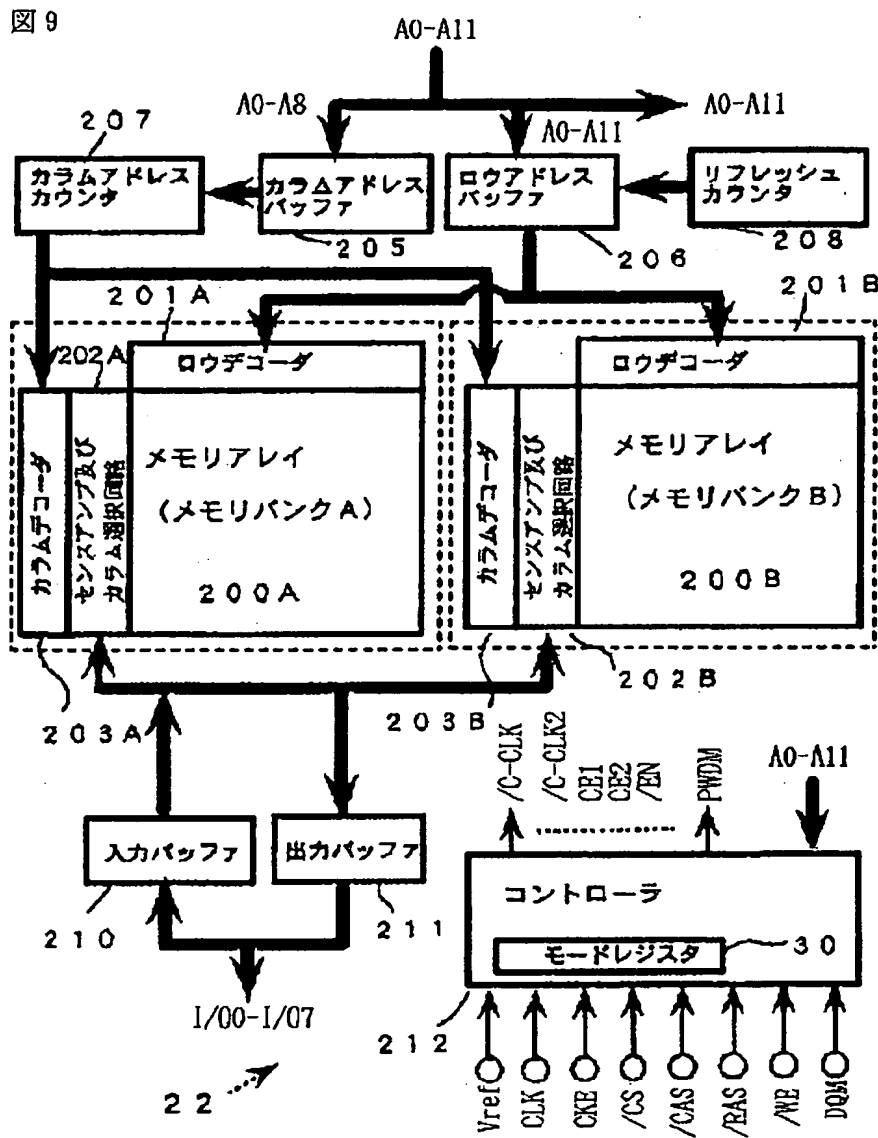 図9
A0-A11
A0-A8
A0-A11
A0-A11
207
カラムアドレス
カウンタ
カラムアドレス
バッファ
ロウアドレス
バッファ
リフレッシュ
カウンタ
205
206
208
201A
201B
202A
ロウデコーダ
ロウデコーダ
カラムデコーダ
センスアンプ及び
カラム選択回路
メモリアレイ
(メモリバンクA)
200A
カラムデコーダ
センスアンプ及び
カラム選択回路
メモリアレイ
(メモリバンクB)
200B
202B
203A
203B
/C-CLK
/C-CLK2
CE1
CE2
/EN
PWDM
A0-A11
入力バッファ
出力バッファ
210
211
コントローラ
モードレジスタ
30
I/O0-I/O7
212
22
Vref
CLK
CKE
/CS
/CAS
/RAS
/WE
DQM